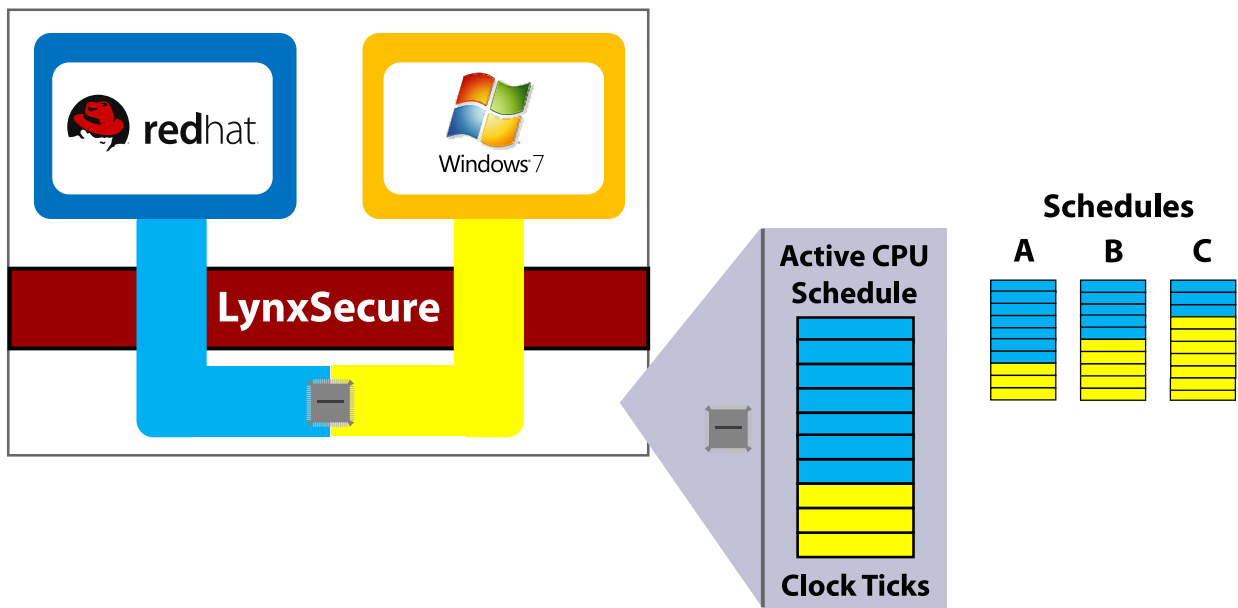 redhat.
Windows 7
LynxSecure
Active CPU
Schedule
Clock Ticks
Schedules
A B C